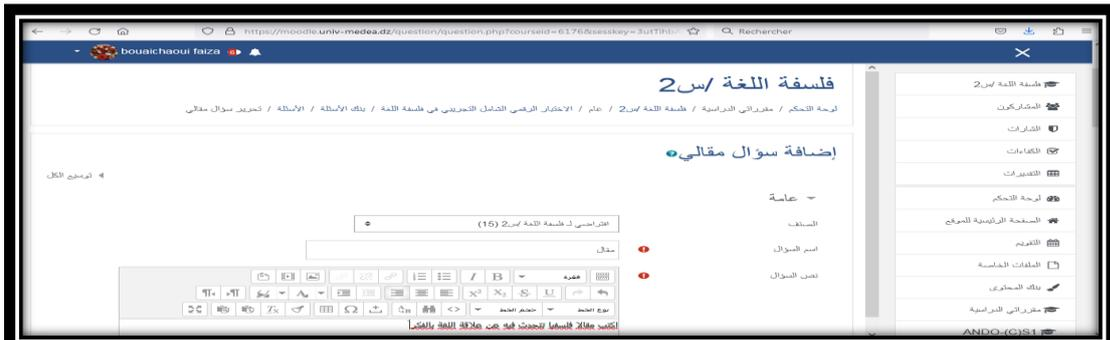 https://moodle.univ-medea.dz/question/question.php?courseid=6176&sesskey=3utTihb
Rechercher
bouaichaoui faiza
فلسفة اللغة /س2
لوحة التحكم / مقرراتي الدراسية / فلسفة اللغة /س2 / عام / الاختبار الرقمي الشامل التجريبي في فلسفة اللغة / بنك الأسئلة / الأسئلة / تحرير سؤال مقالي
إضافة سؤال مقالي
توسيع الكل
عامة
الصنف
افتراضي لـ فلسفة اللغة /س2 (15)
اسم السؤال
مقال
نص السؤال
فقرة
نوع الخط
حجم الخط
اكتب مقالا فلسفيا تتحدث فيه عن علاقة اللغة بالفكر
فلسفة اللغة /س2
المشاركون
الشارات
الكفاءات
التقديرات
لوحة التحكم
الصفحة الرئيسية للموقع
التقويم
الملفات الخاصة
بنك المحتوى
مقرراتي الدراسية
ANDO-(C)S1